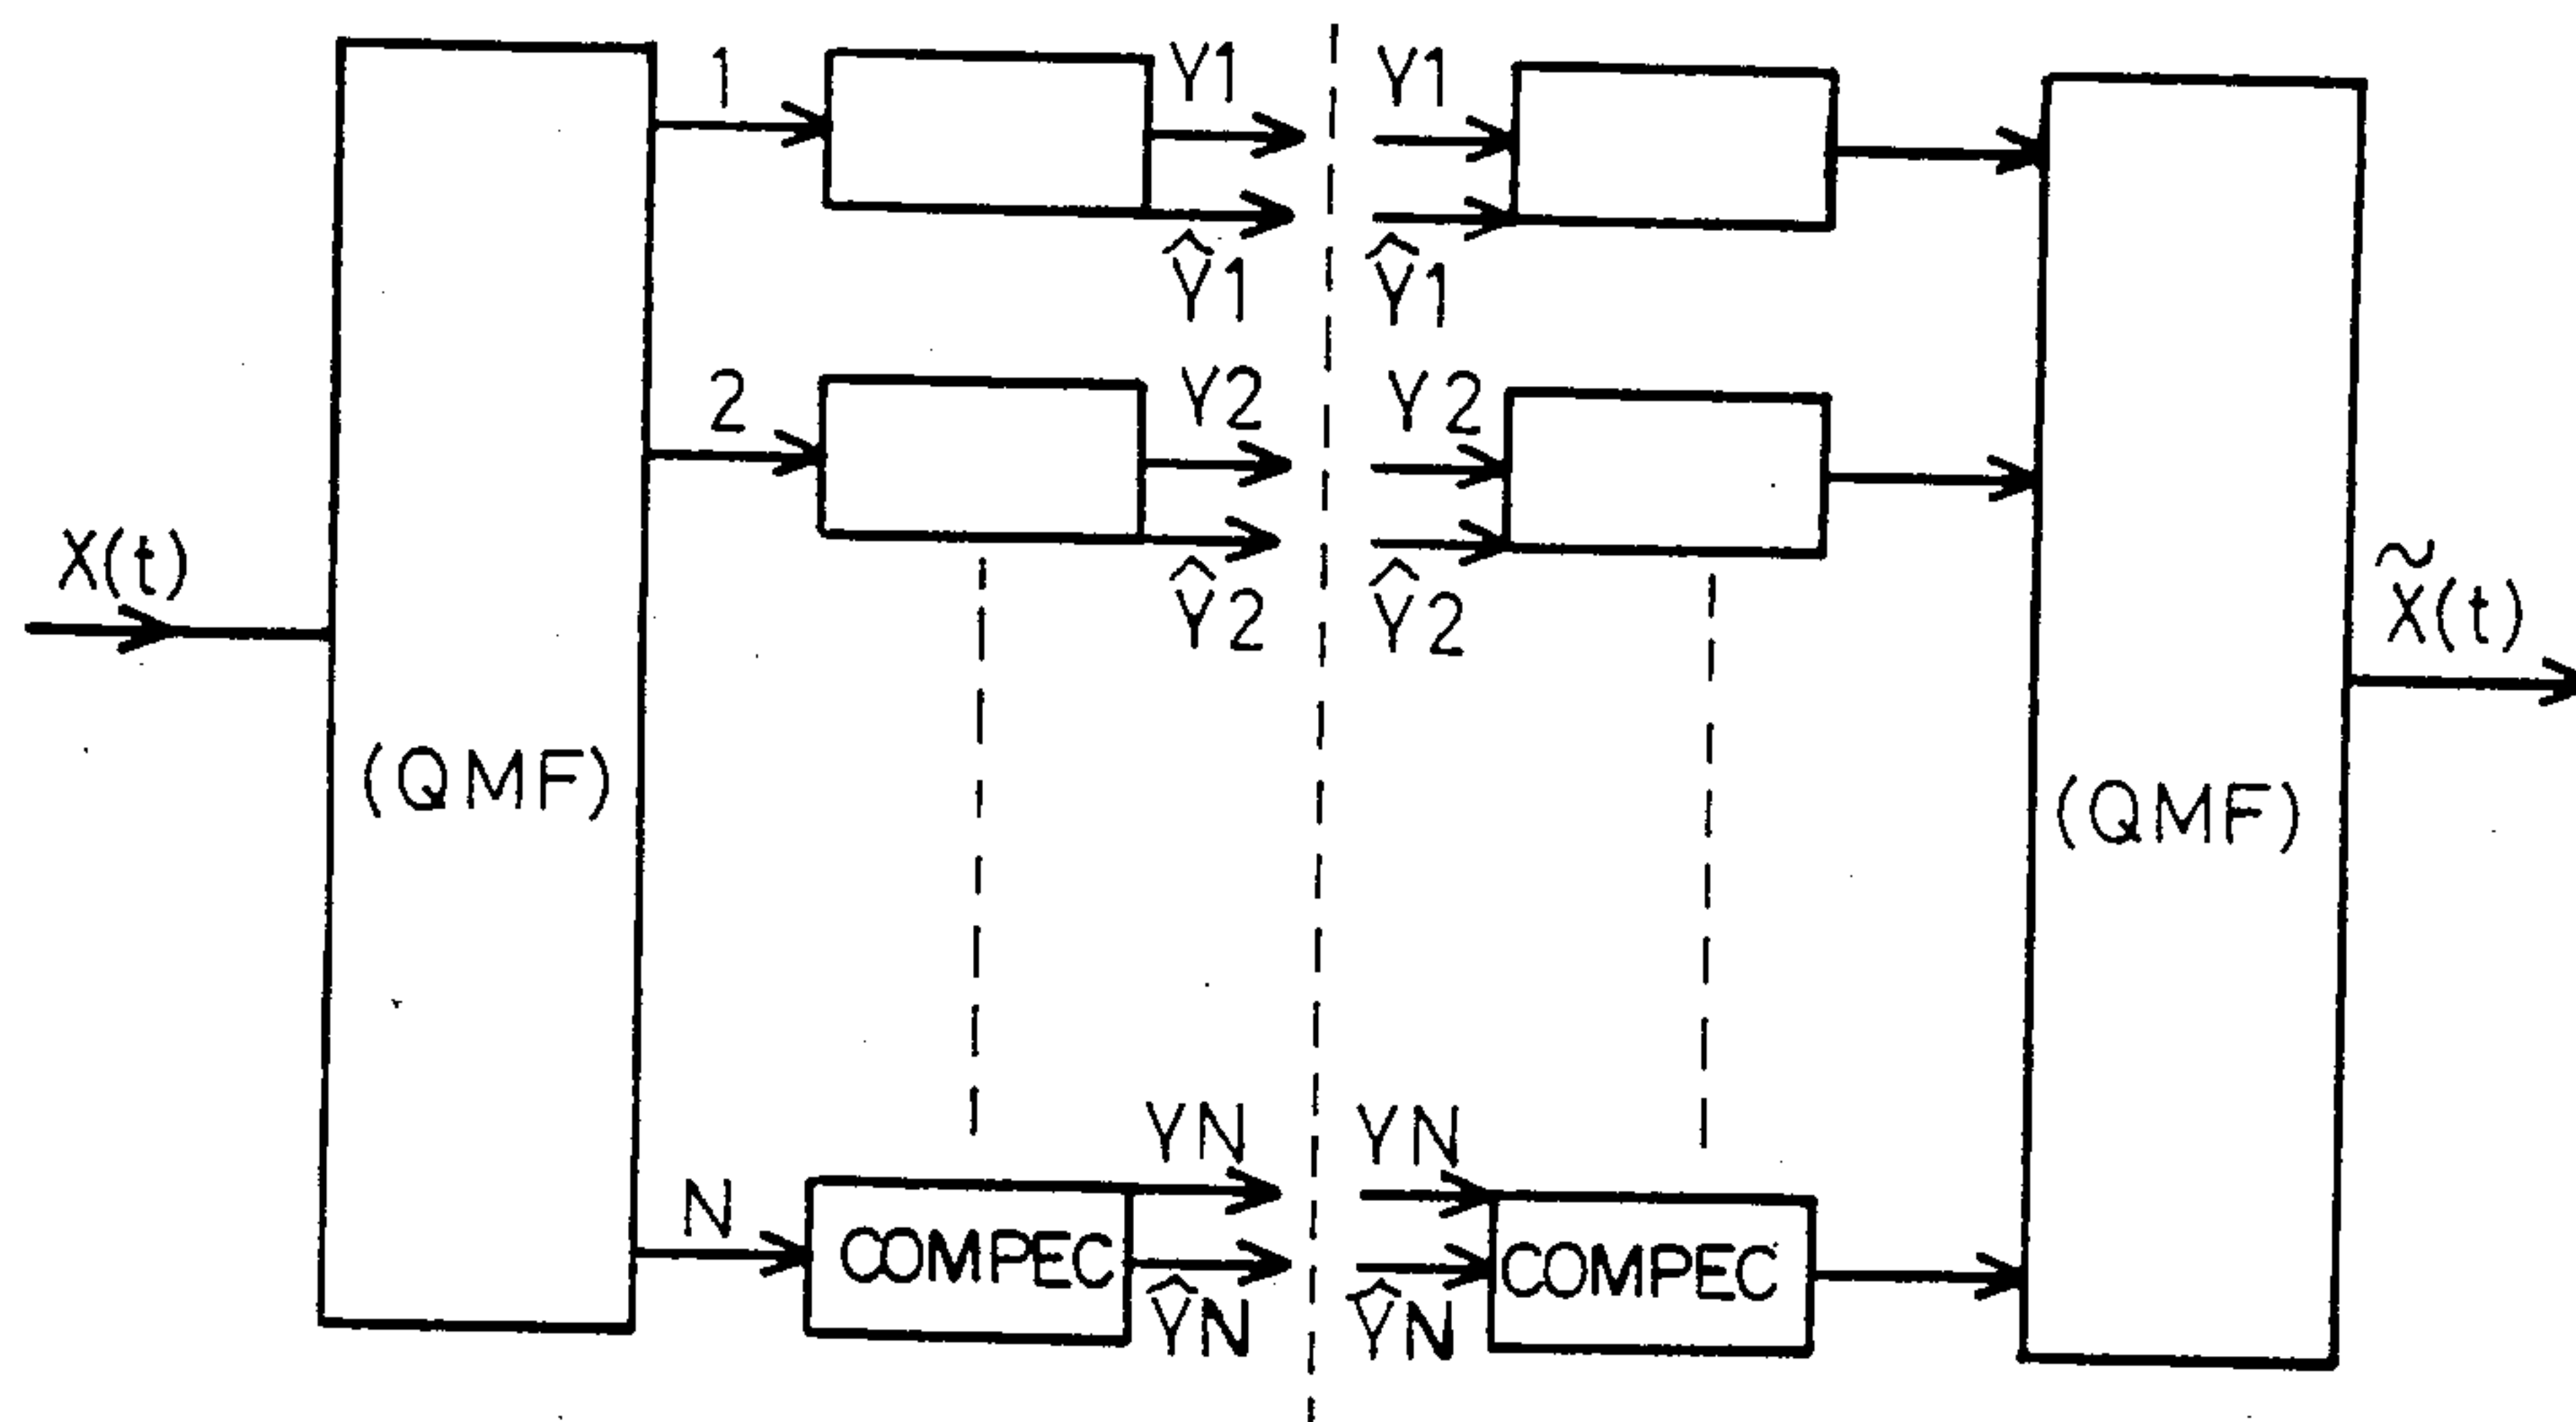 1
Y1
Y1
Ŷ1
Ŷ1
2
Y2
Y2
Ŷ2
Ŷ2
X(t)
X̃(t)
(QMF)
(QMF)
YN
YN
N
COMPEC
COMPEC
ŶN
ŶN